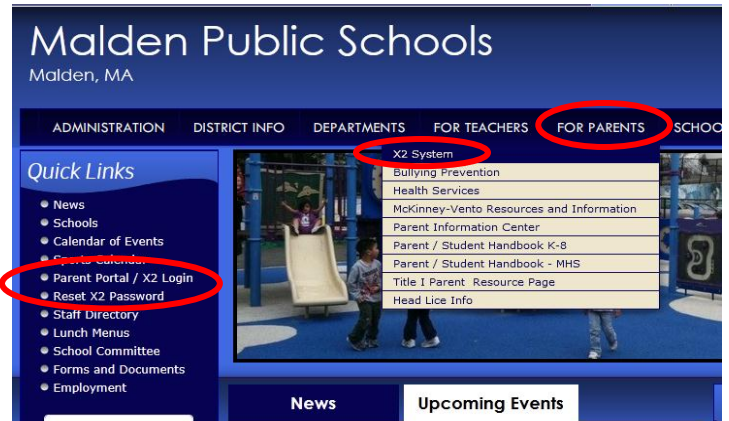 Malden Public Schools
Malden, MA
ADMINISTRATION DISTRICT INFO DEPARTMENTS FOR TEACHERS FOR PARENTS SCHOO
X2 System
Bullying Prevention
Health Services
McKinney-Vento Resources and Information
Parent Information Center
Parent / Student Handbook K-8
Parent / Student Handbook - MHS
Title I Parent Resource Page
Head Lice Info
Quick Links
News
Schools
Calendar of Events
Sports Calendar
Parent Portal / X2 Login
Reset X2 Password
Staff Directory
Lunch Menus
School Committee
Forms and Documents
Employment
News
Upcoming Events